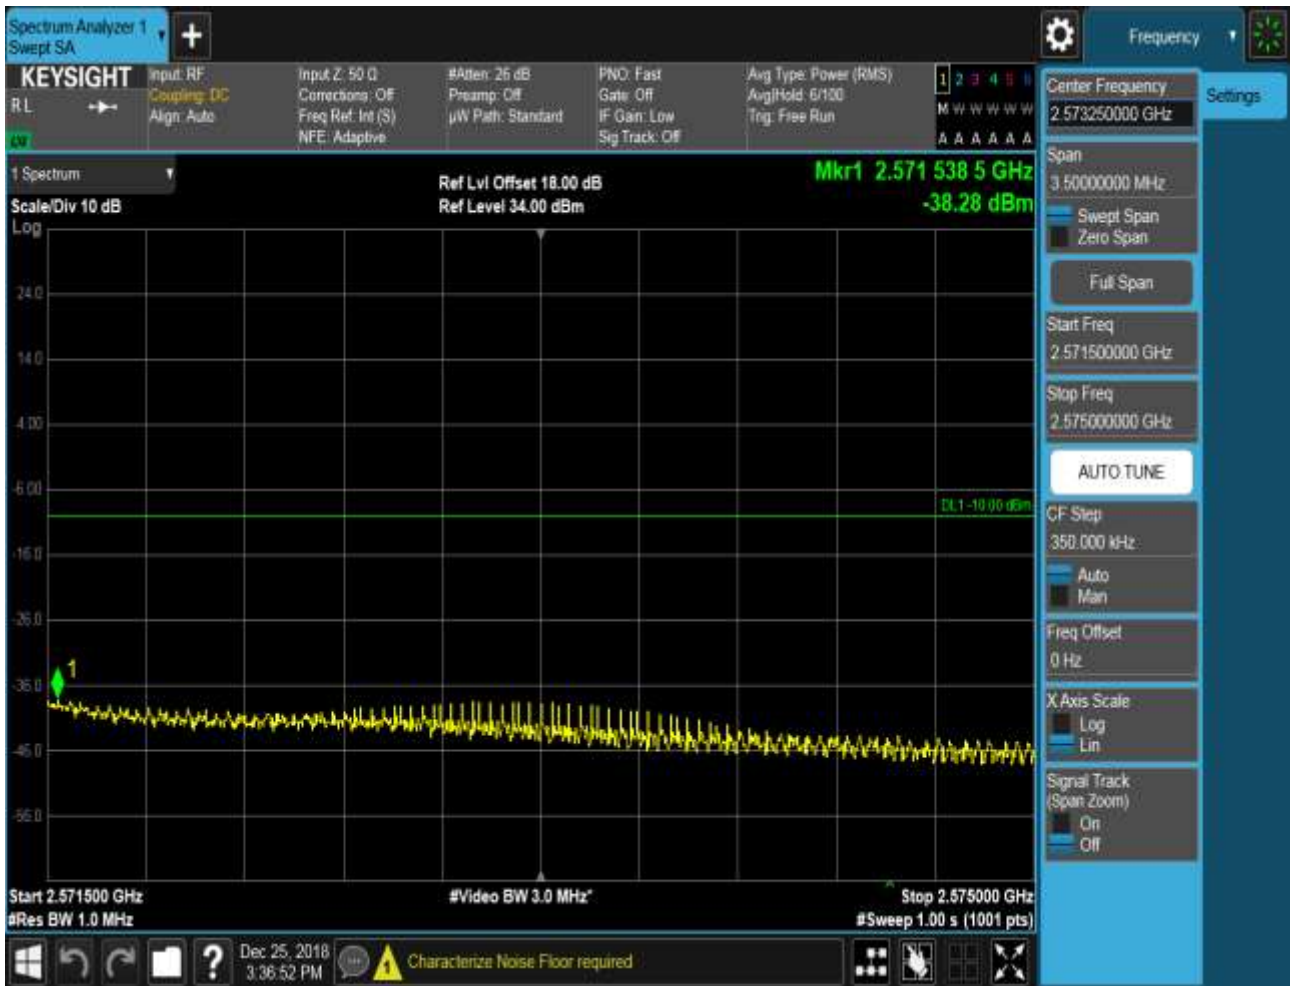 Spectrum Analyzer 1
Swept SA
+
Frequency
KEYSIGHT
RL
LXI
Input: RF
Coupling: DC
Align: Auto
Input Z: 50 Ω
Corrections: Off
Freq Ref: Int (S)
NFE: Adaptive
#Atten: 26 dB
Preamp: Off
µW Path: Standard
PNO: Fast
Gate: Off
IF Gain: Low
Sig Track: Off
Avg Type: Power (RMS)
Avg|Hold: 6/100
Trig: Free Run
1 2 3 4 5 6
M W W W W W
A A A A A A
1 Spectrum
Scale/Div 10 dB
Log
Ref Lvl Offset 18.00 dB
Ref Level 34.00 dBm
Mkr1 2.571 538 5 GHz
-38.28 dBm
24.0
14.0
4.00
-6.00
DL1 -10.00 dBm
-16.0
-26.0
1
-36.0
-46.0
-56.0
Start 2.571500 GHz
#Res BW 1.0 MHz
#Video BW 3.0 MHz*
Stop 2.575000 GHz
#Sweep 1.00 s (1001 pts)
Center Frequency
2.573250000 GHz
Settings
Span
3.50000000 MHz
Swept Span
Zero Span
Full Span
Start Freq
2.571500000 GHz
Stop Freq
2.575000000 GHz
AUTO TUNE
CF Step
350.000 kHz
Auto
Man
Freq Offset
0 Hz
X Axis Scale
Log
Lin
Signal Track
(Span Zoom)
On
Off
?
Dec 25, 2018
3:36:52 PM
1
Characterize Noise Floor required